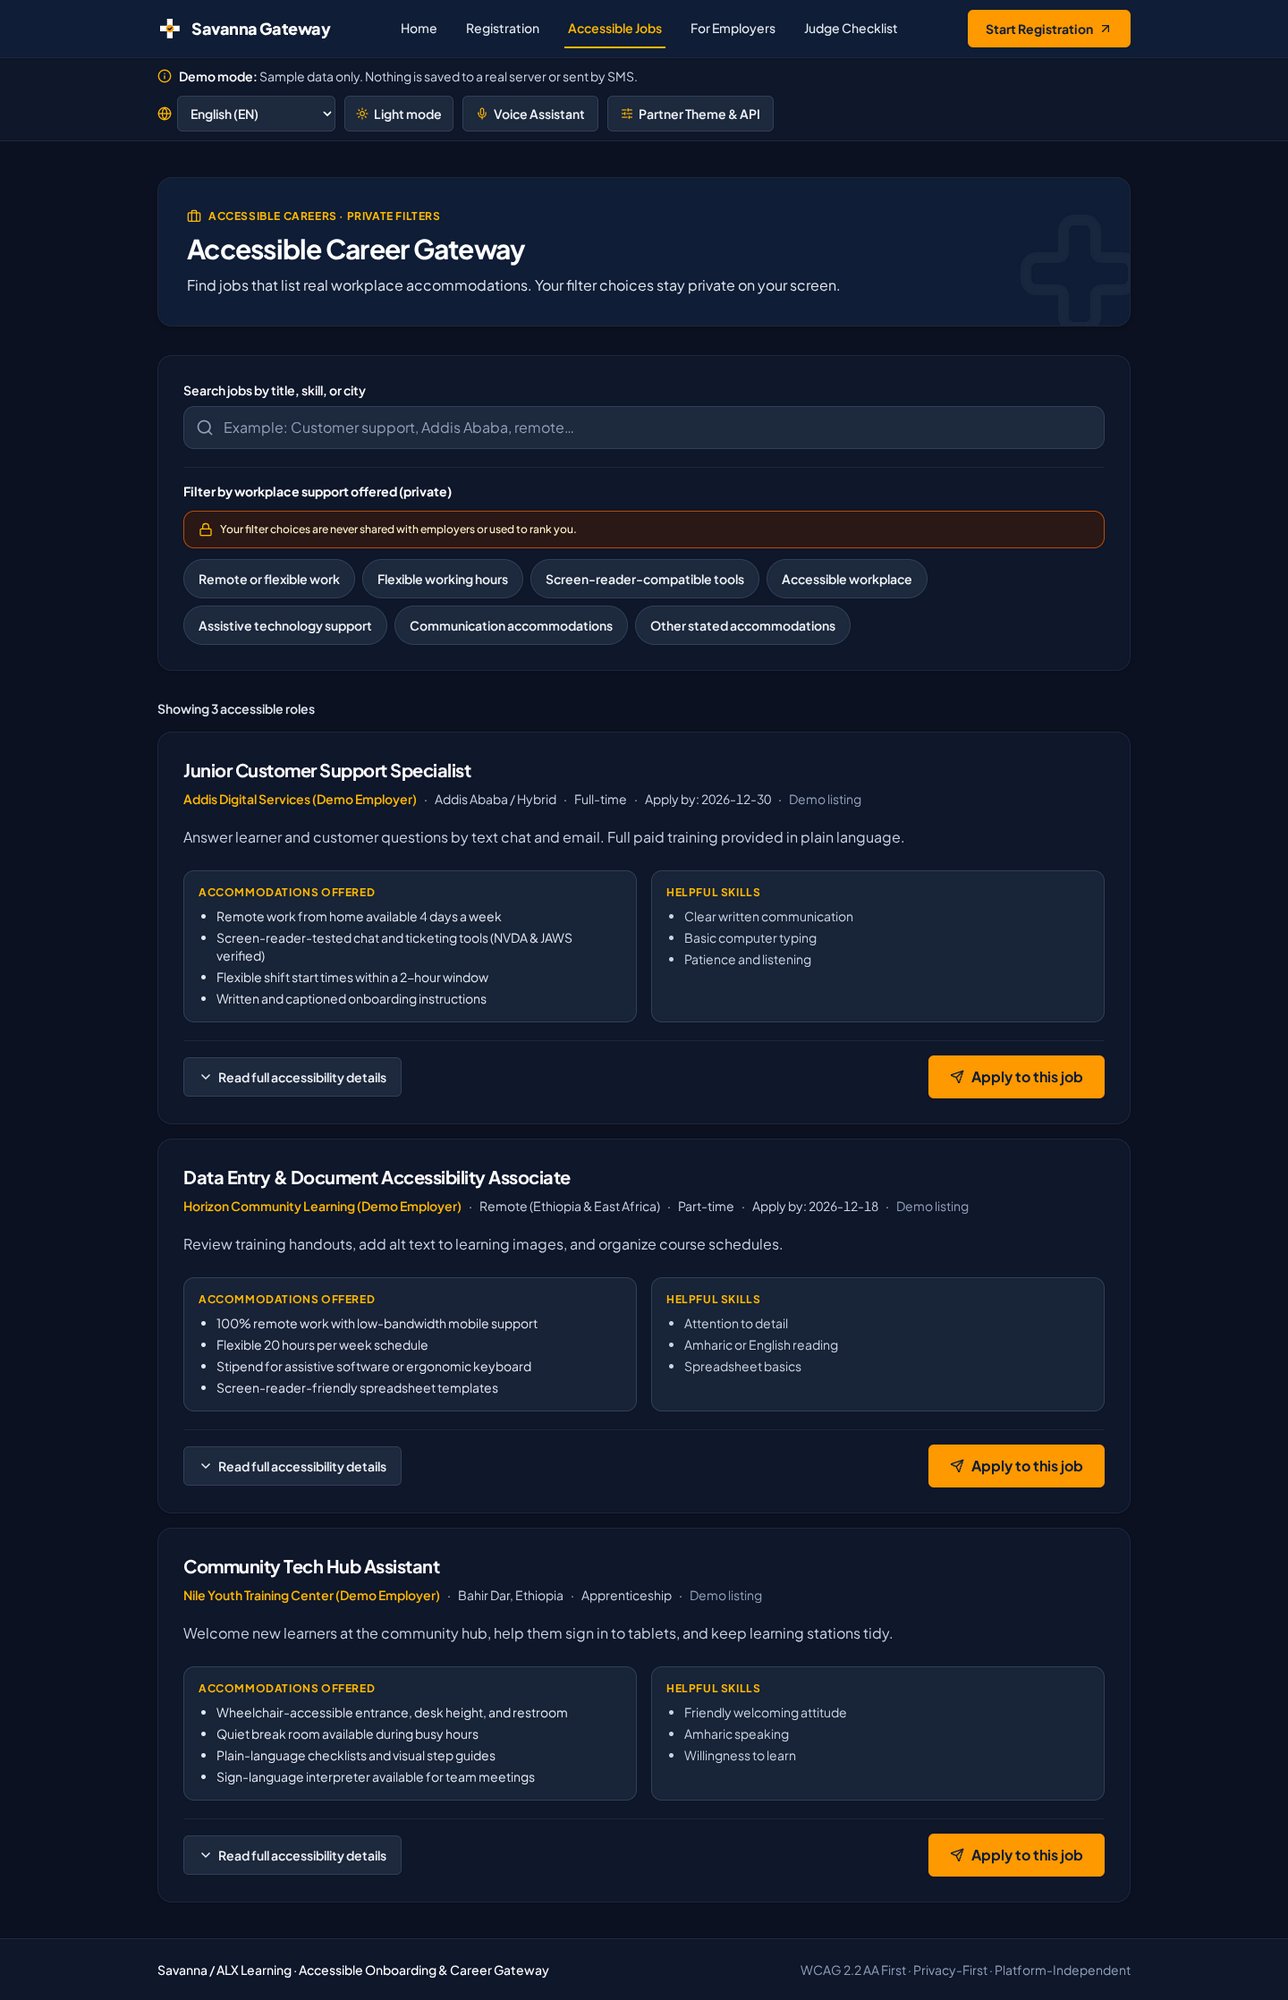 Savanna Gateway
Home
Registration
Accessible Jobs
For Employers
Judge Checklist
Start Registration
Demo mode: Sample data only. Nothing is saved to a real server or sent by SMS.
English (EN)
Light mode
Voice Assistant
Partner Theme & API
ACCESSIBLE CAREERS · PRIVATE FILTERS
Accessible Career Gateway
Find jobs that list real workplace accommodations. Your filter choices stay private on your screen.
Search jobs by title, skill, or city
Example: Customer support, Addis Ababa, remote...
Filter by workplace support offered (private)
Your filter choices are never shared with employers or used to rank you.
Remote or flexible work
Flexible working hours
Screen-reader-compatible tools
Accessible workplace
Assistive technology support
Communication accommodations
Other stated accommodations
Showing 3 accessible roles
Junior Customer Support Specialist
Addis Digital Services (Demo Employer) · Addis Ababa / Hybrid · Full-time · Apply by: 2026-12-30 · Demo listing
Answer learner and customer questions by text chat and email. Full paid training provided in plain language.
ACCOMMODATIONS OFFERED
• Remote work from home available 4 days a week
• Screen-reader-tested chat and ticketing tools (NVDA & JAWS
verified)
• Flexible shift start times within a 2-hour window
• Written and captioned onboarding instructions
HELPFUL SKILLS
• Clear written communication
• Basic computer typing
• Patience and listening
Read full accessibility details
Apply to this job
Data Entry & Document Accessibility Associate
Horizon Community Learning (Demo Employer) · Remote (Ethiopia & East Africa) · Part-time · Apply by: 2026-12-18 · Demo listing
Review training handouts, add alt text to learning images, and organize course schedules.
ACCOMMODATIONS OFFERED
• 100% remote work with low-bandwidth mobile support
• Flexible 20 hours per week schedule
• Stipend for assistive software or ergonomic keyboard
• Screen-reader-friendly spreadsheet templates
HELPFUL SKILLS
• Attention to detail
• Amharic or English reading
• Spreadsheet basics
Read full accessibility details
Apply to this job
Community Tech Hub Assistant
Nile Youth Training Center (Demo Employer) · Bahir Dar, Ethiopia · Apprenticeship · Demo listing
Welcome new learners at the community hub, help them sign in to tablets, and keep learning stations tidy.
ACCOMMODATIONS OFFERED
• Wheelchair-accessible entrance, desk height, and restroom
• Quiet break room available during busy hours
• Plain-language checklists and visual step guides
• Sign-language interpreter available for team meetings
HELPFUL SKILLS
• Friendly welcoming attitude
• Amharic speaking
• Willingness to learn
Read full accessibility details
Apply to this job
Savanna / ALX Learning · Accessible Onboarding & Career Gateway
WCAG 2.2 AA First · Privacy-First · Platform-Independent